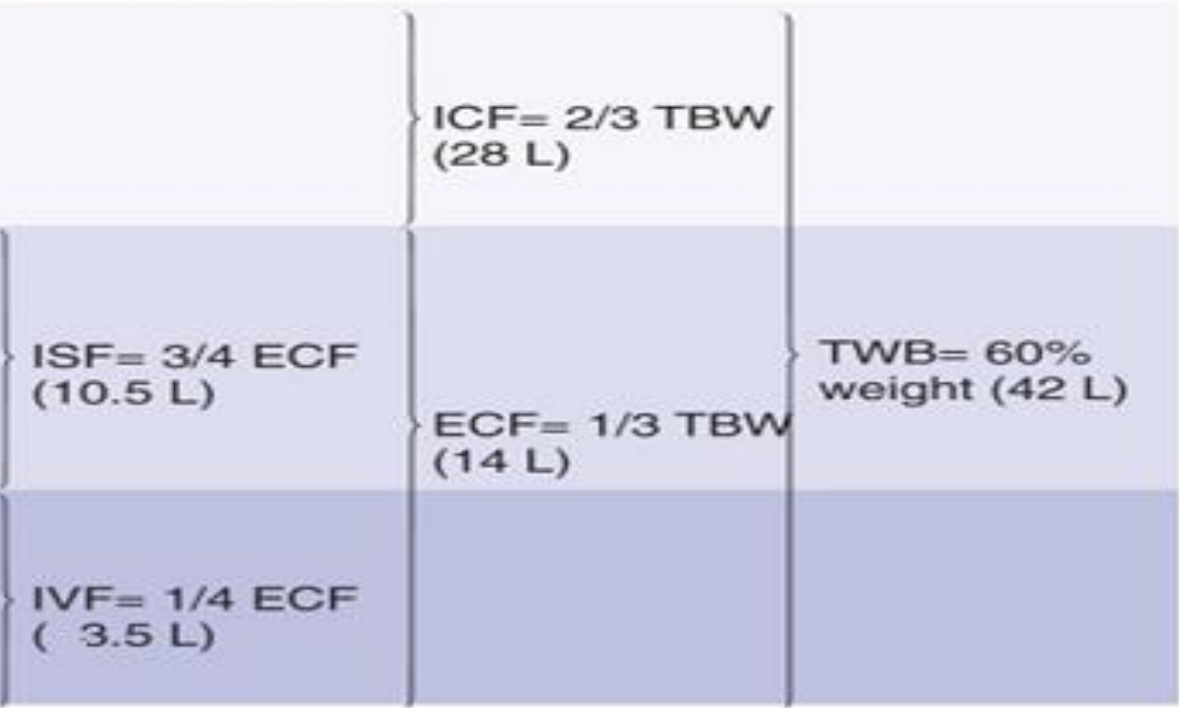 ICF= 2/3 TBW
(28 L)
ISF= 3/4 ECF
(10.5 L)
TWB= 60%
weight (42 L)
ECF= 1/3 TBW
(14 L)
IVF= 1/4 ECF
( 3.5 L)